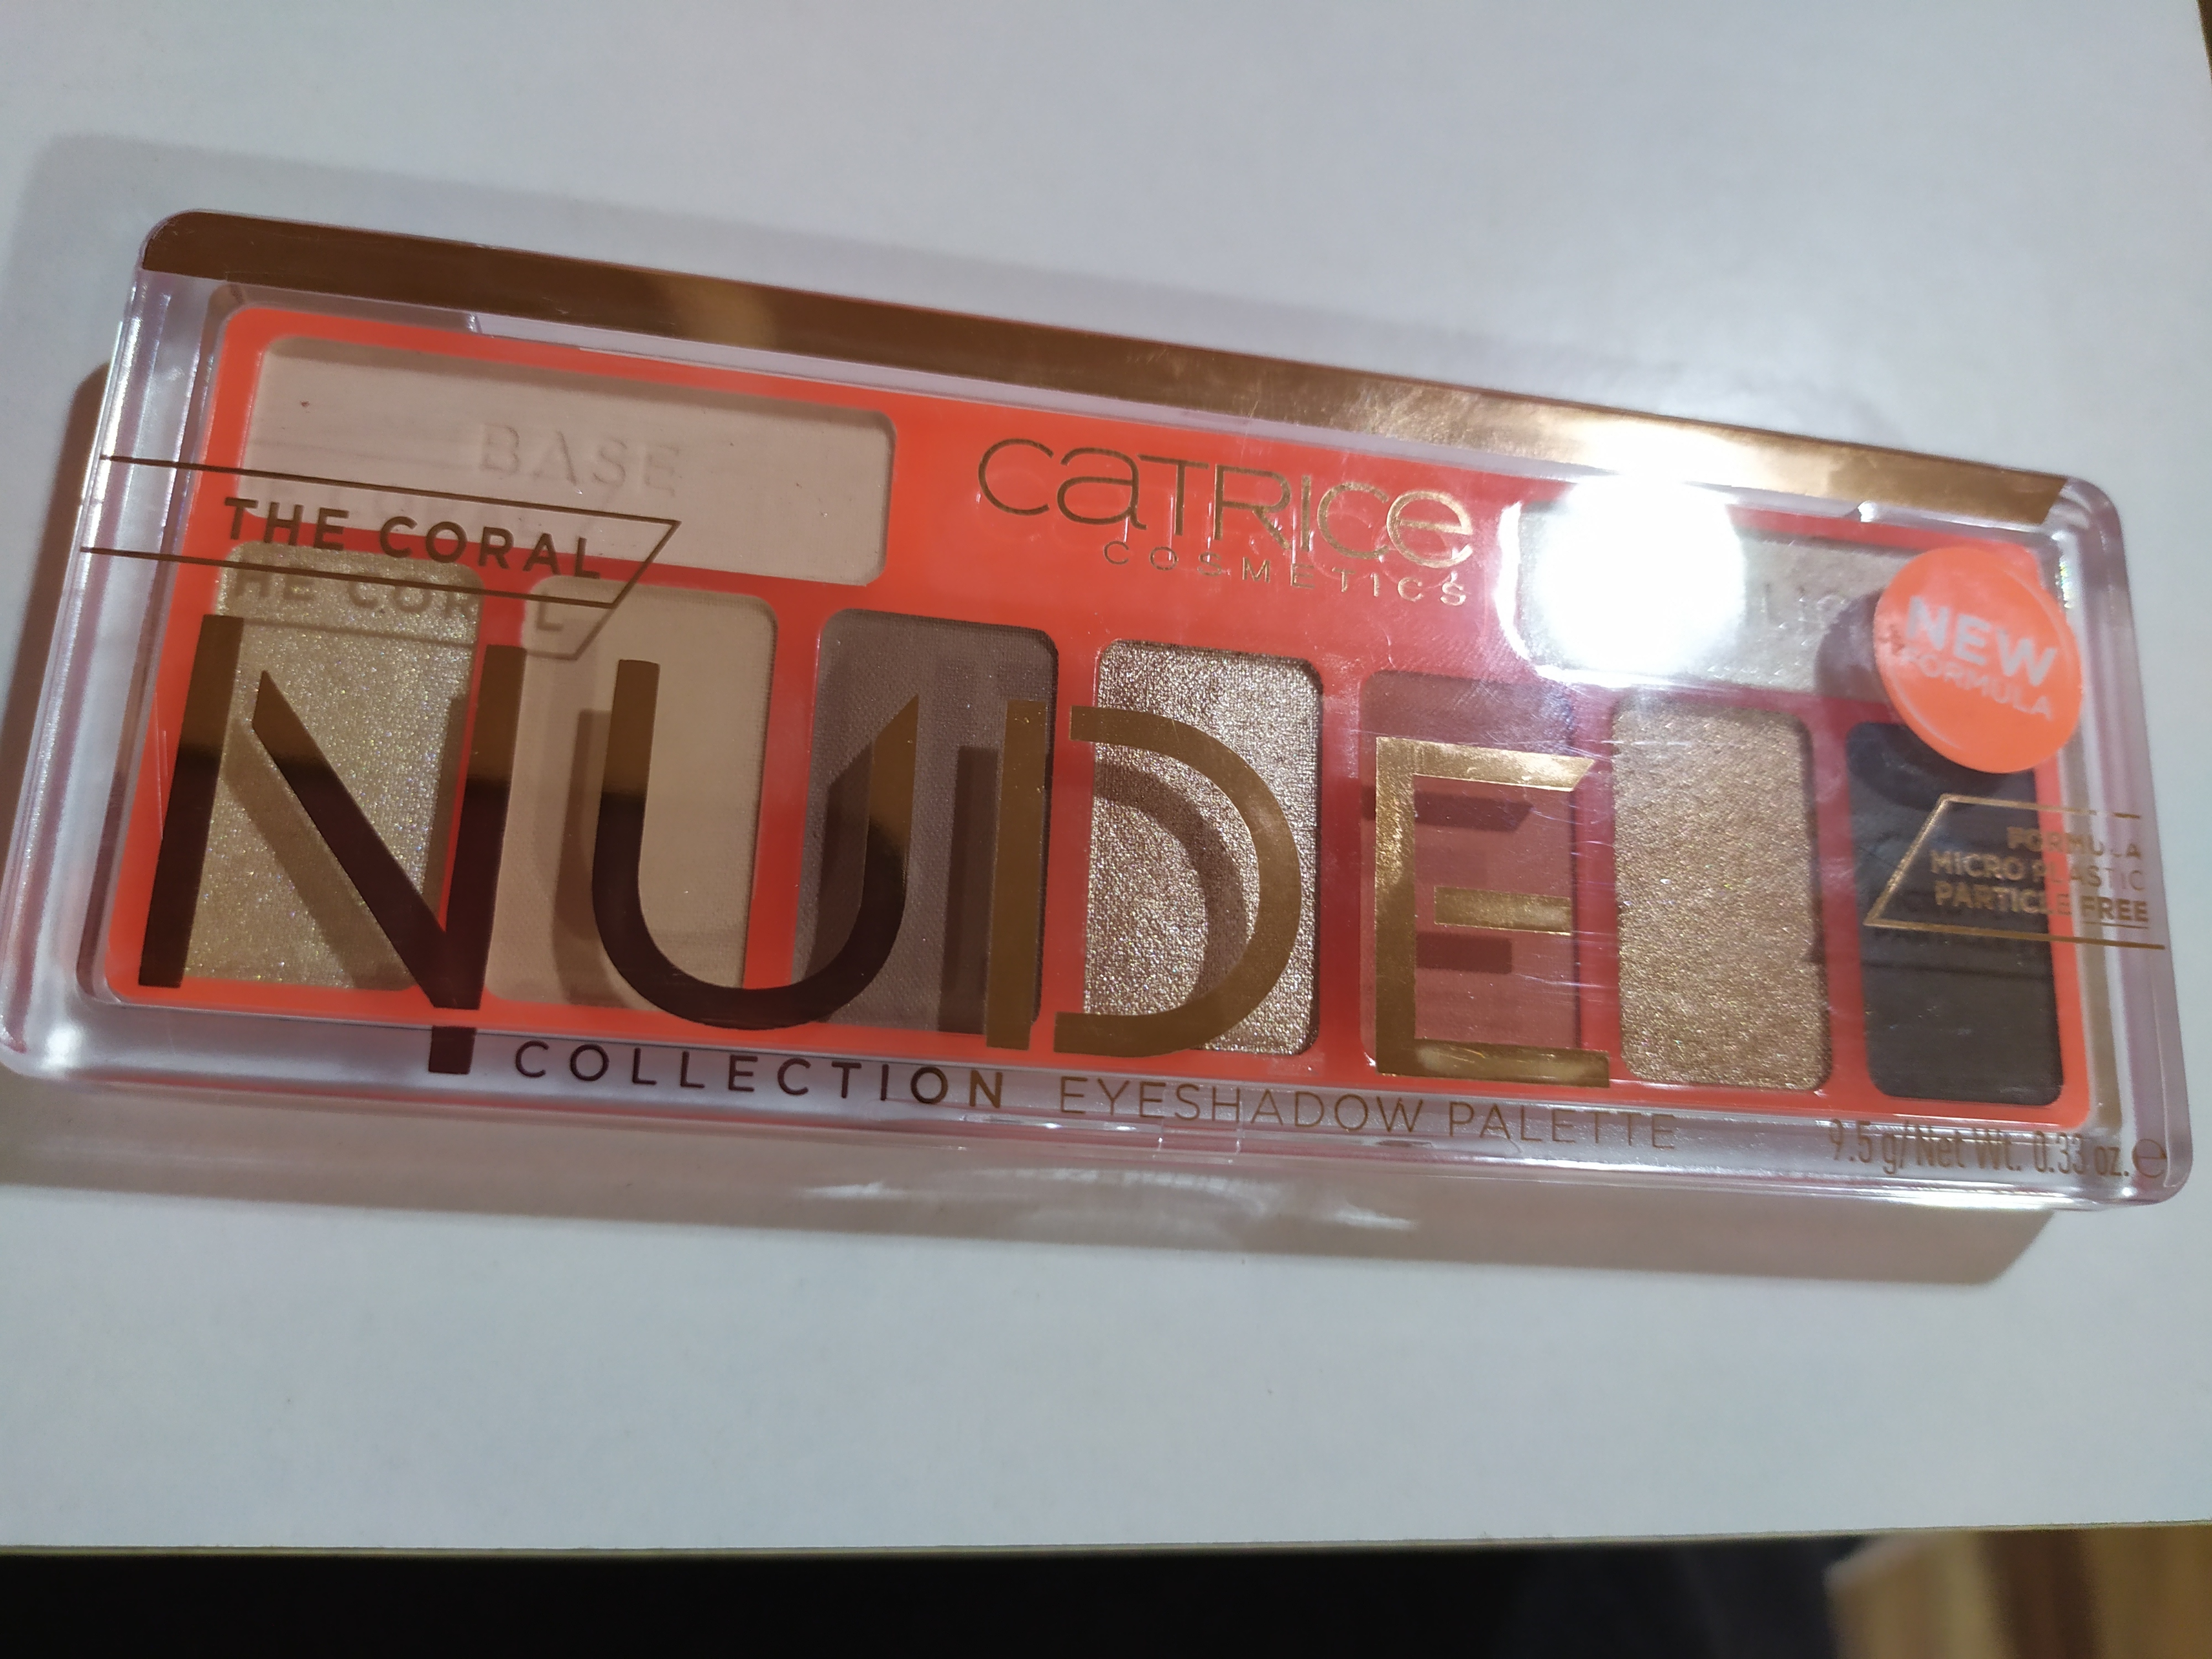 BASE
THE CORAL
CATRICE
COSMETICS
NEW
FORMULA
NUDE
FORMULA
MICRO PLASTIC
PARTICLE FREE
COLLECTION EYESHADOW PALETTE
9.5 g/Net Wt. 0.33 oz. e